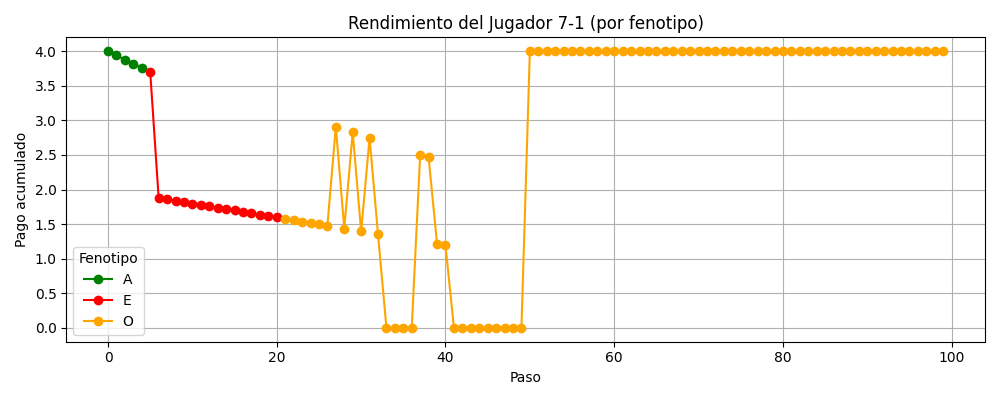 Rendimiento del Jugador 7-1 (por fenotipo)
Pago acumulado
4.0
3.5
3.0
2.5
2.0
1.5
1.0
0.5
0.0
Fenotipo
A
E
O
0 20 40 60 80 100
Paso